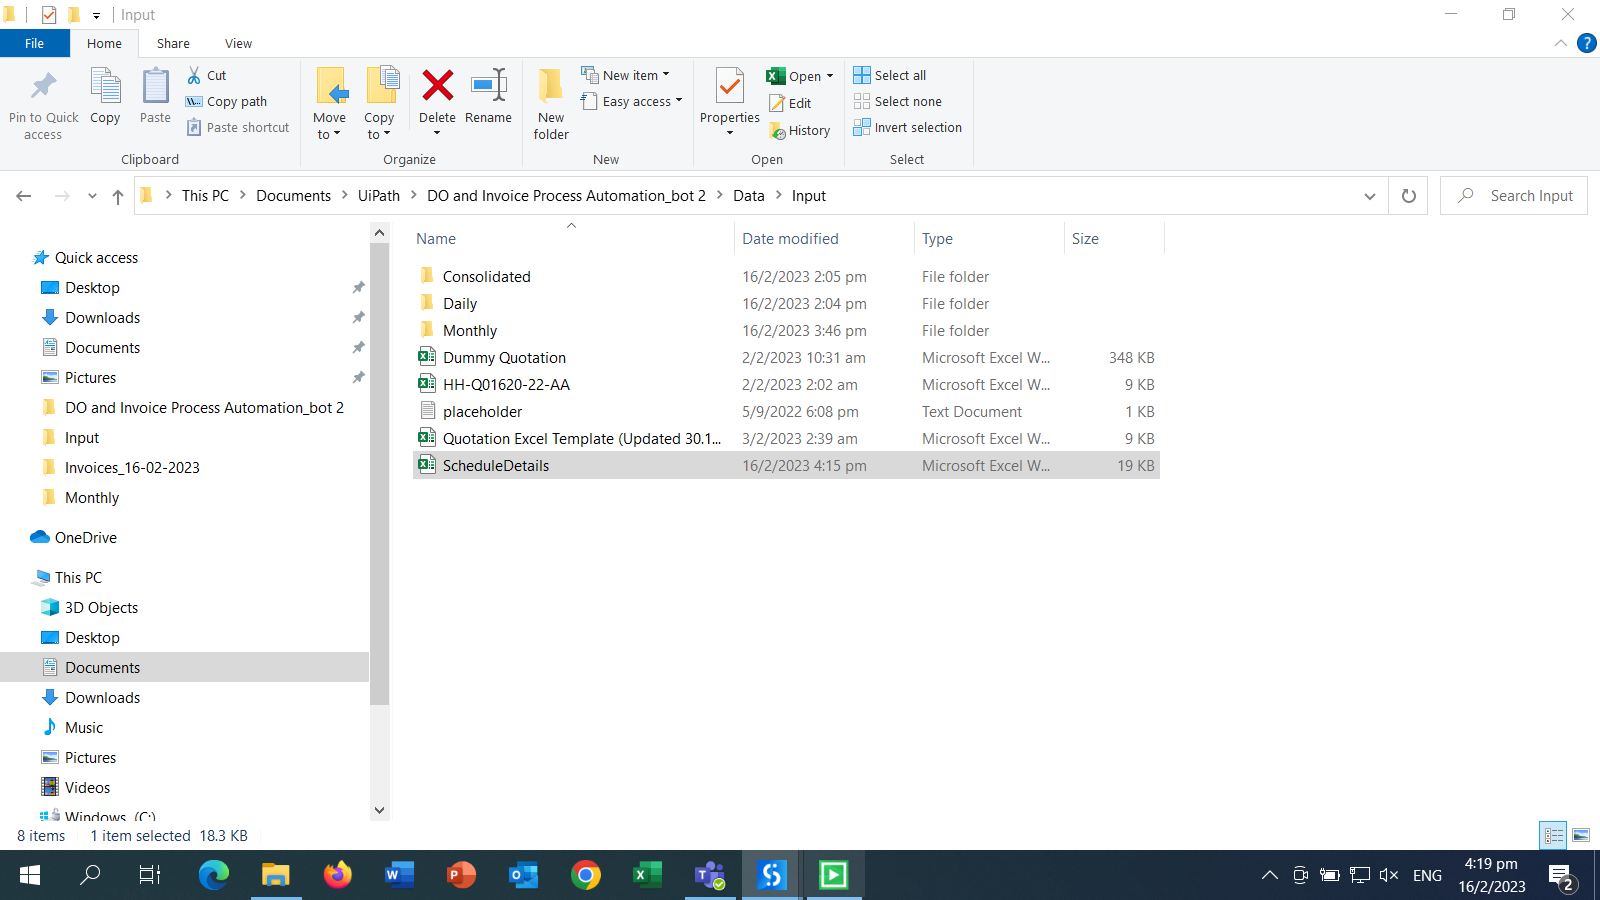 Input
File Home Share View
Pin to Quick access
Copy
Paste
Cut
Copy path
Paste shortcut
Clipboard
Move to
Copy to
Delete
Rename
Organize
New folder
New item
Easy access
New
Properties
Open
Edit
History
Open
Select all
Select none
Invert selection
Select
This PC > Documents > UiPath > DO and Invoice Process Automation_bot 2 > Data > Input
Search Input
Quick access
Desktop
Downloads
Documents
Pictures
DO and Invoice Process Automation_bot 2
Input
Invoices_16-02-2023
Monthly
OneDrive
This PC
3D Objects
Desktop
Documents
Downloads
Music
Pictures
Videos
Windows (C:)
Name Date modified Type Size
Consolidated 16/2/2023 2:05 pm File folder
Daily 16/2/2023 2:04 pm File folder
Monthly 16/2/2023 3:46 pm File folder
Dummy Quotation 2/2/2023 10:31 am Microsoft Excel W... 348 KB
HH-Q01620-22-AA 2/2/2023 2:02 am Microsoft Excel W... 9 KB
placeholder 5/9/2022 6:08 pm Text Document 1 KB
Quotation Excel Template (Updated 30.1... 3/2/2023 2:39 am Microsoft Excel W... 9 KB
ScheduleDetails 16/2/2023 4:15 pm Microsoft Excel W... 19 KB
8 items 1 item selected 18.3 KB
ENG
4:19 pm
16/2/2023
2